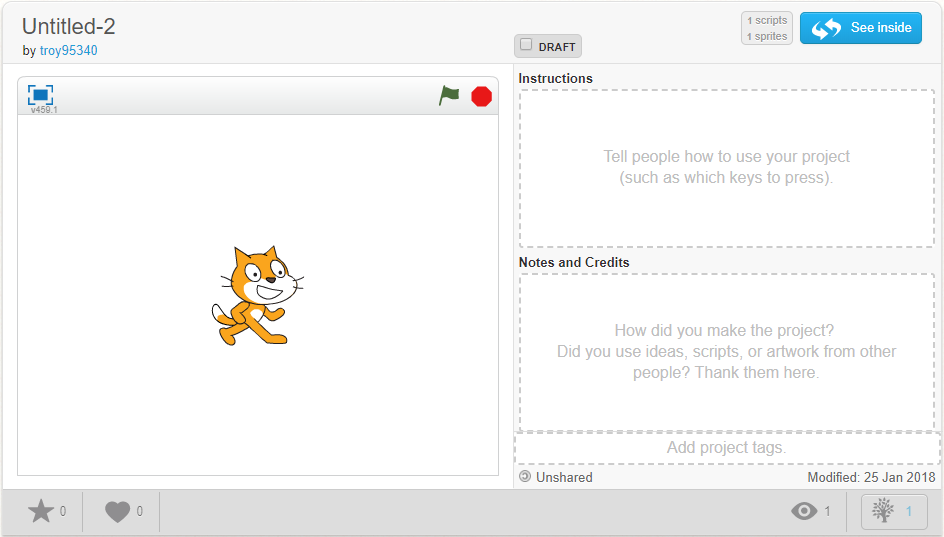 Untitled-2
by troy95340
DRAFT
1 scripts
1 sprites
See inside
v459.1
Instructions
Tell people how to use your project
(such as which keys to press).
Notes and Credits
How did you make the project?
Did you use ideas, scripts, or artwork from other
people? Thank them here.
Add project tags.
Unshared
Modified: 25 Jan 2018
0
0
1
1